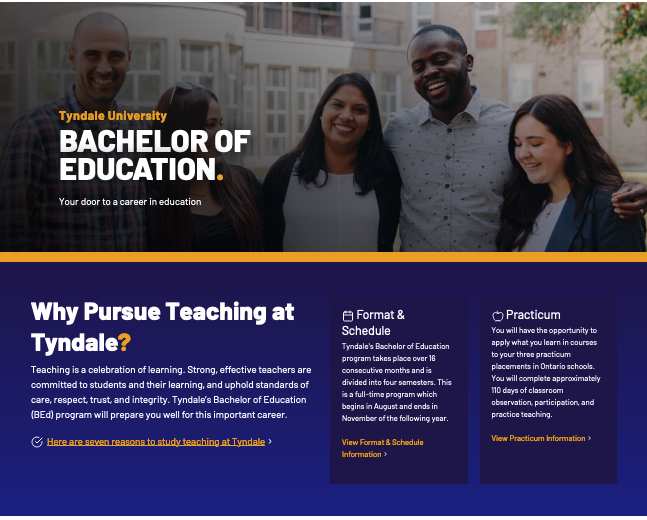 Tyndale University
BACHELOR OF
EDUCATION.
Your door to a career in education
Why Pursue Teaching at
Tyndale?
Teaching is a celebration of learning. Strong, effective teachers are
committed to students and their learning, and uphold standards of
care, respect, trust, and integrity. Tyndale's Bachelor of Education
(BEd) program will prepare you well for this important career.
Here are seven reasons to study teaching at Tyndale >
Format &
Schedule
Tyndale's Bachelor of Education
program takes place over 16
consecutive months and is
divided into four semesters. This
is a full-time program which
begins in August and ends in
November of the following year.
View Format & Schedule
Information >
Practicum
You will have the opportunity to
apply what you learn in courses
to your three practicum
placements in Ontario schools.
You will complete approximately
110 days of classroom
observation, participation, and
practice teaching.
View Practicum Information >